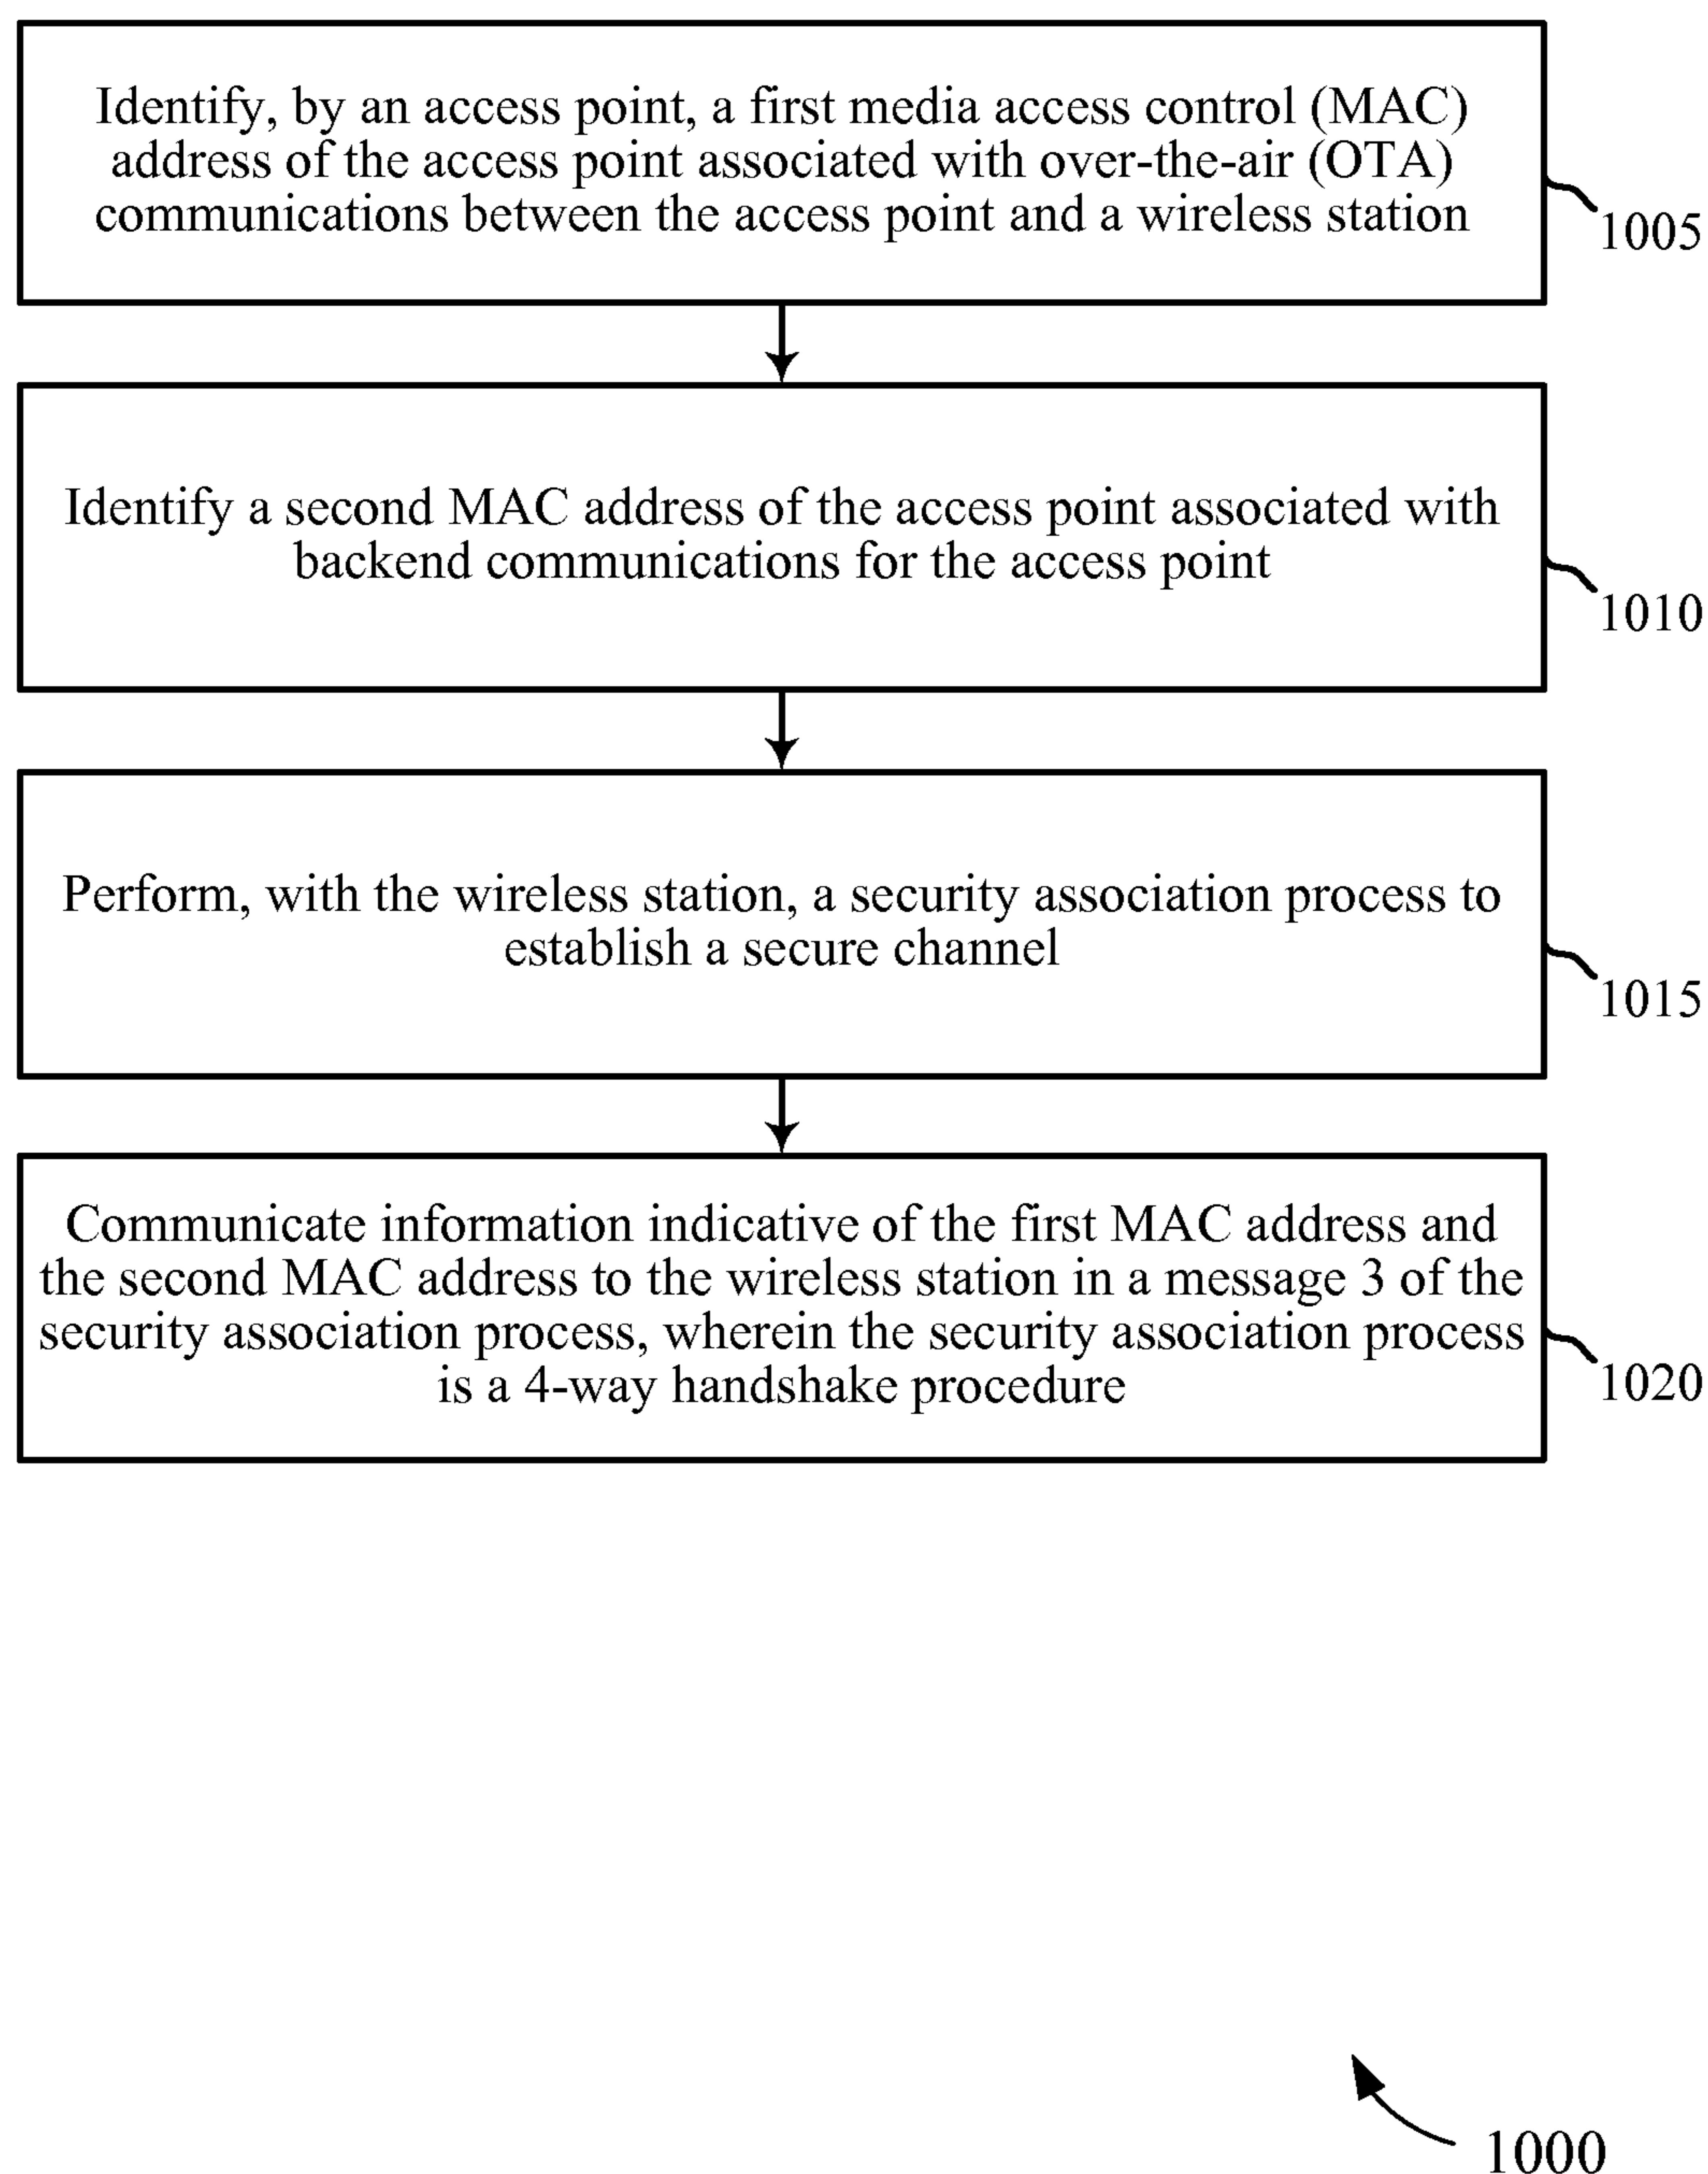 Identify, by an access point, a first media access control (MAC)
address of the access point associated with over-the-air (OTA)
communications between the access point and a wireless station
1005
Identify a second MAC address of the access point associated with
backend communications for the access point
1010
Perform, with the wireless station, a security association process to
establish a secure channel
1015
Communicate information indicative of the first MAC address and
the second MAC address to the wireless station in a message 3 of the
security association process, wherein the security association process
is a 4-way handshake procedure
1020
1000